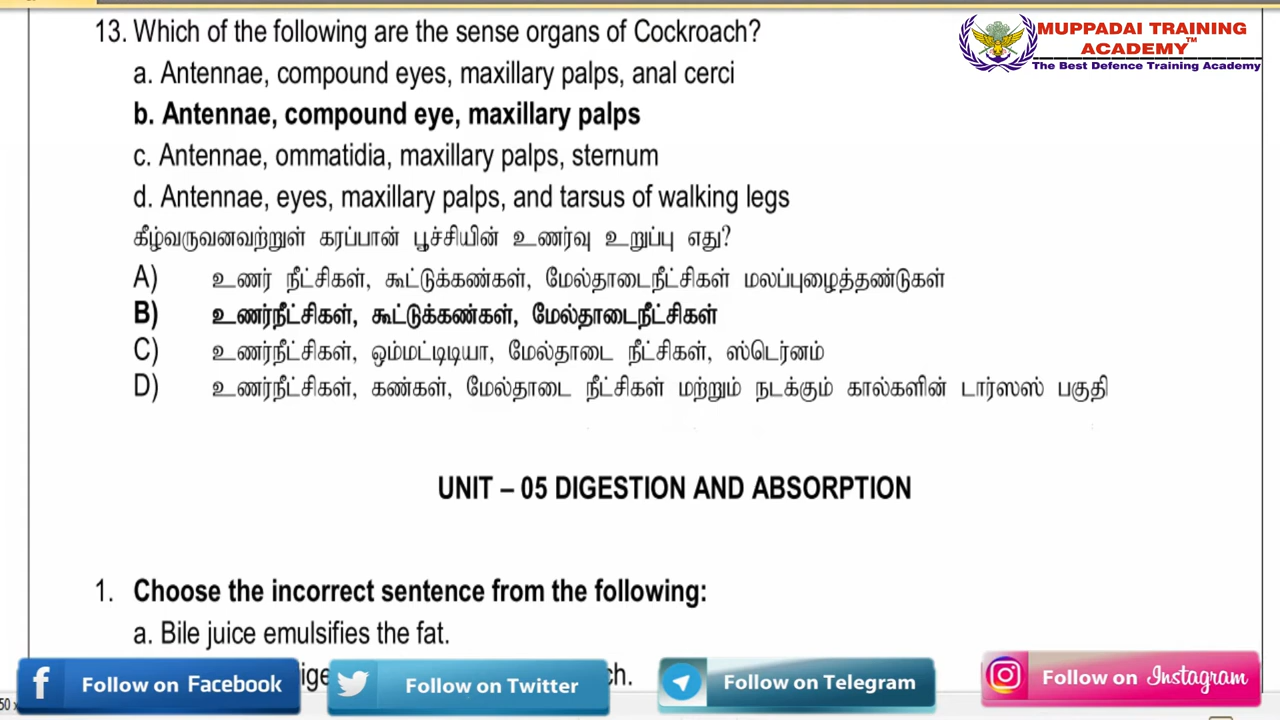 MUPPADAI TRAINING
ACADEMY™
The Best Defence Training Academy
13. Which of the following are the sense organs of Cockroach?
a. Antennae, compound eyes, maxillary palps, anal cerci
b. Antennae, compound eye, maxillary palps
c. Antennae, ommatidia, maxillary palps, sternum
d. Antennae, eyes, maxillary palps, and tarsus of walking legs
கீழ்வருவனவற்றுள் கரப்பான் பூச்சியின் உணர்வு உறுப்பு எது?
A) உணர் நீட்சிகள், கூட்டுக்கண்கள், மேல்தாடைநீட்சிகள் மலப்புழைத்தண்டுகள்
B) உணர்நீட்சிகள், கூட்டுக்கண்கள், மேல்தாடைநீட்சிகள்
C) உணர்நீட்சிகள், ஒம்மட்டிடியா, மேல்தாடை நீட்சிகள், ஸ்டெர்னம்
D) உணர்நீட்சிகள், கண்கள், மேல்தாடை நீட்சிகள் மற்றும் நடக்கும் கால்களின் டார்ஸஸ் பகுதி
UNIT – 05 DIGESTION AND ABSORPTION
1. Choose the incorrect sentence from the following:
a. Bile juice emulsifies the fat.
Follow on Facebook
Follow on Twitter
Follow on Telegram
Follow on Instagram